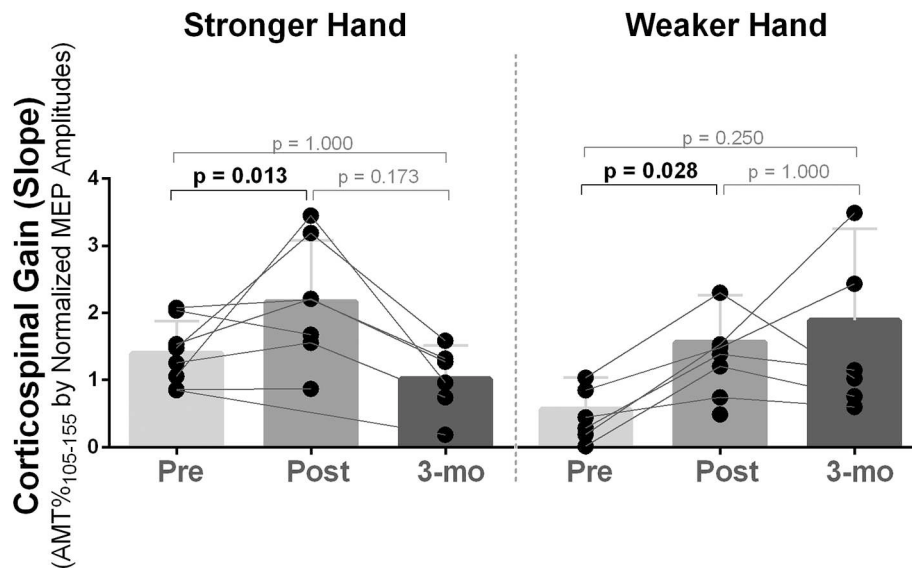 Stronger Hand
Weaker Hand
Corticospinal Gain (Slope)
(AMT%105-155 by Normalized MEP Amplitudes)
p = 1.000
p = 0.013
p = 0.173
p = 0.250
p = 0.028
p = 1.000
4
3
2
1
0
Pre
Post
3-mo
Pre
Post
3-mo